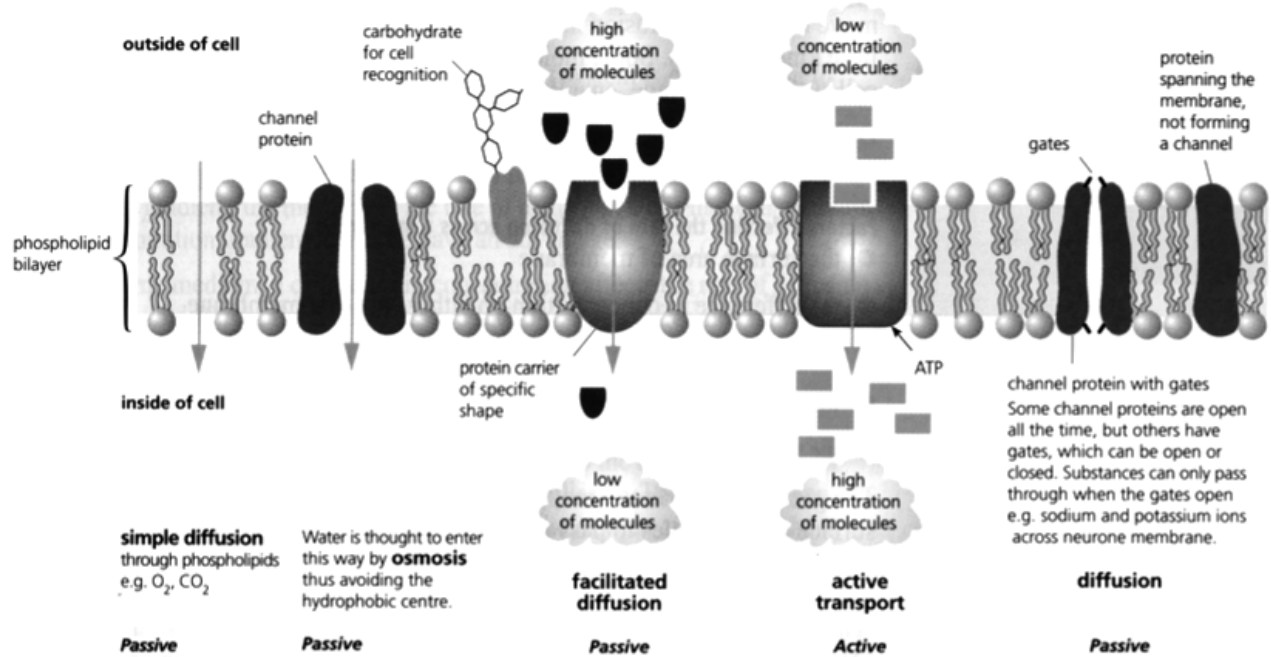 outside of cell
carbohydrate
for cell
recognition
high
concentration
of molecules
low
concentration
of molecules
protein
spanning the
membrane,
not forming
a channel
channel
protein
gates
phospholipid
bilayer
protein carrier
of specific
shape
ATP
inside of cell
channel protein with gates
Some channel proteins are open
all the time, but others have
gates, which can be open or
closed. Substances can only pass
through when the gates open
e.g. sodium and potassium ions
across neurone membrane.
low
concentration
of molecules
high
concentration
of molecules
simple diffusion
through phospholipids
e.g. O₂, CO₂
Passive
Water is thought to enter
this way by osmosis
thus avoiding the
hydrophobic centre.
Passive
facilitated
diffusion
Passive
active
transport
Active
diffusion
Passive